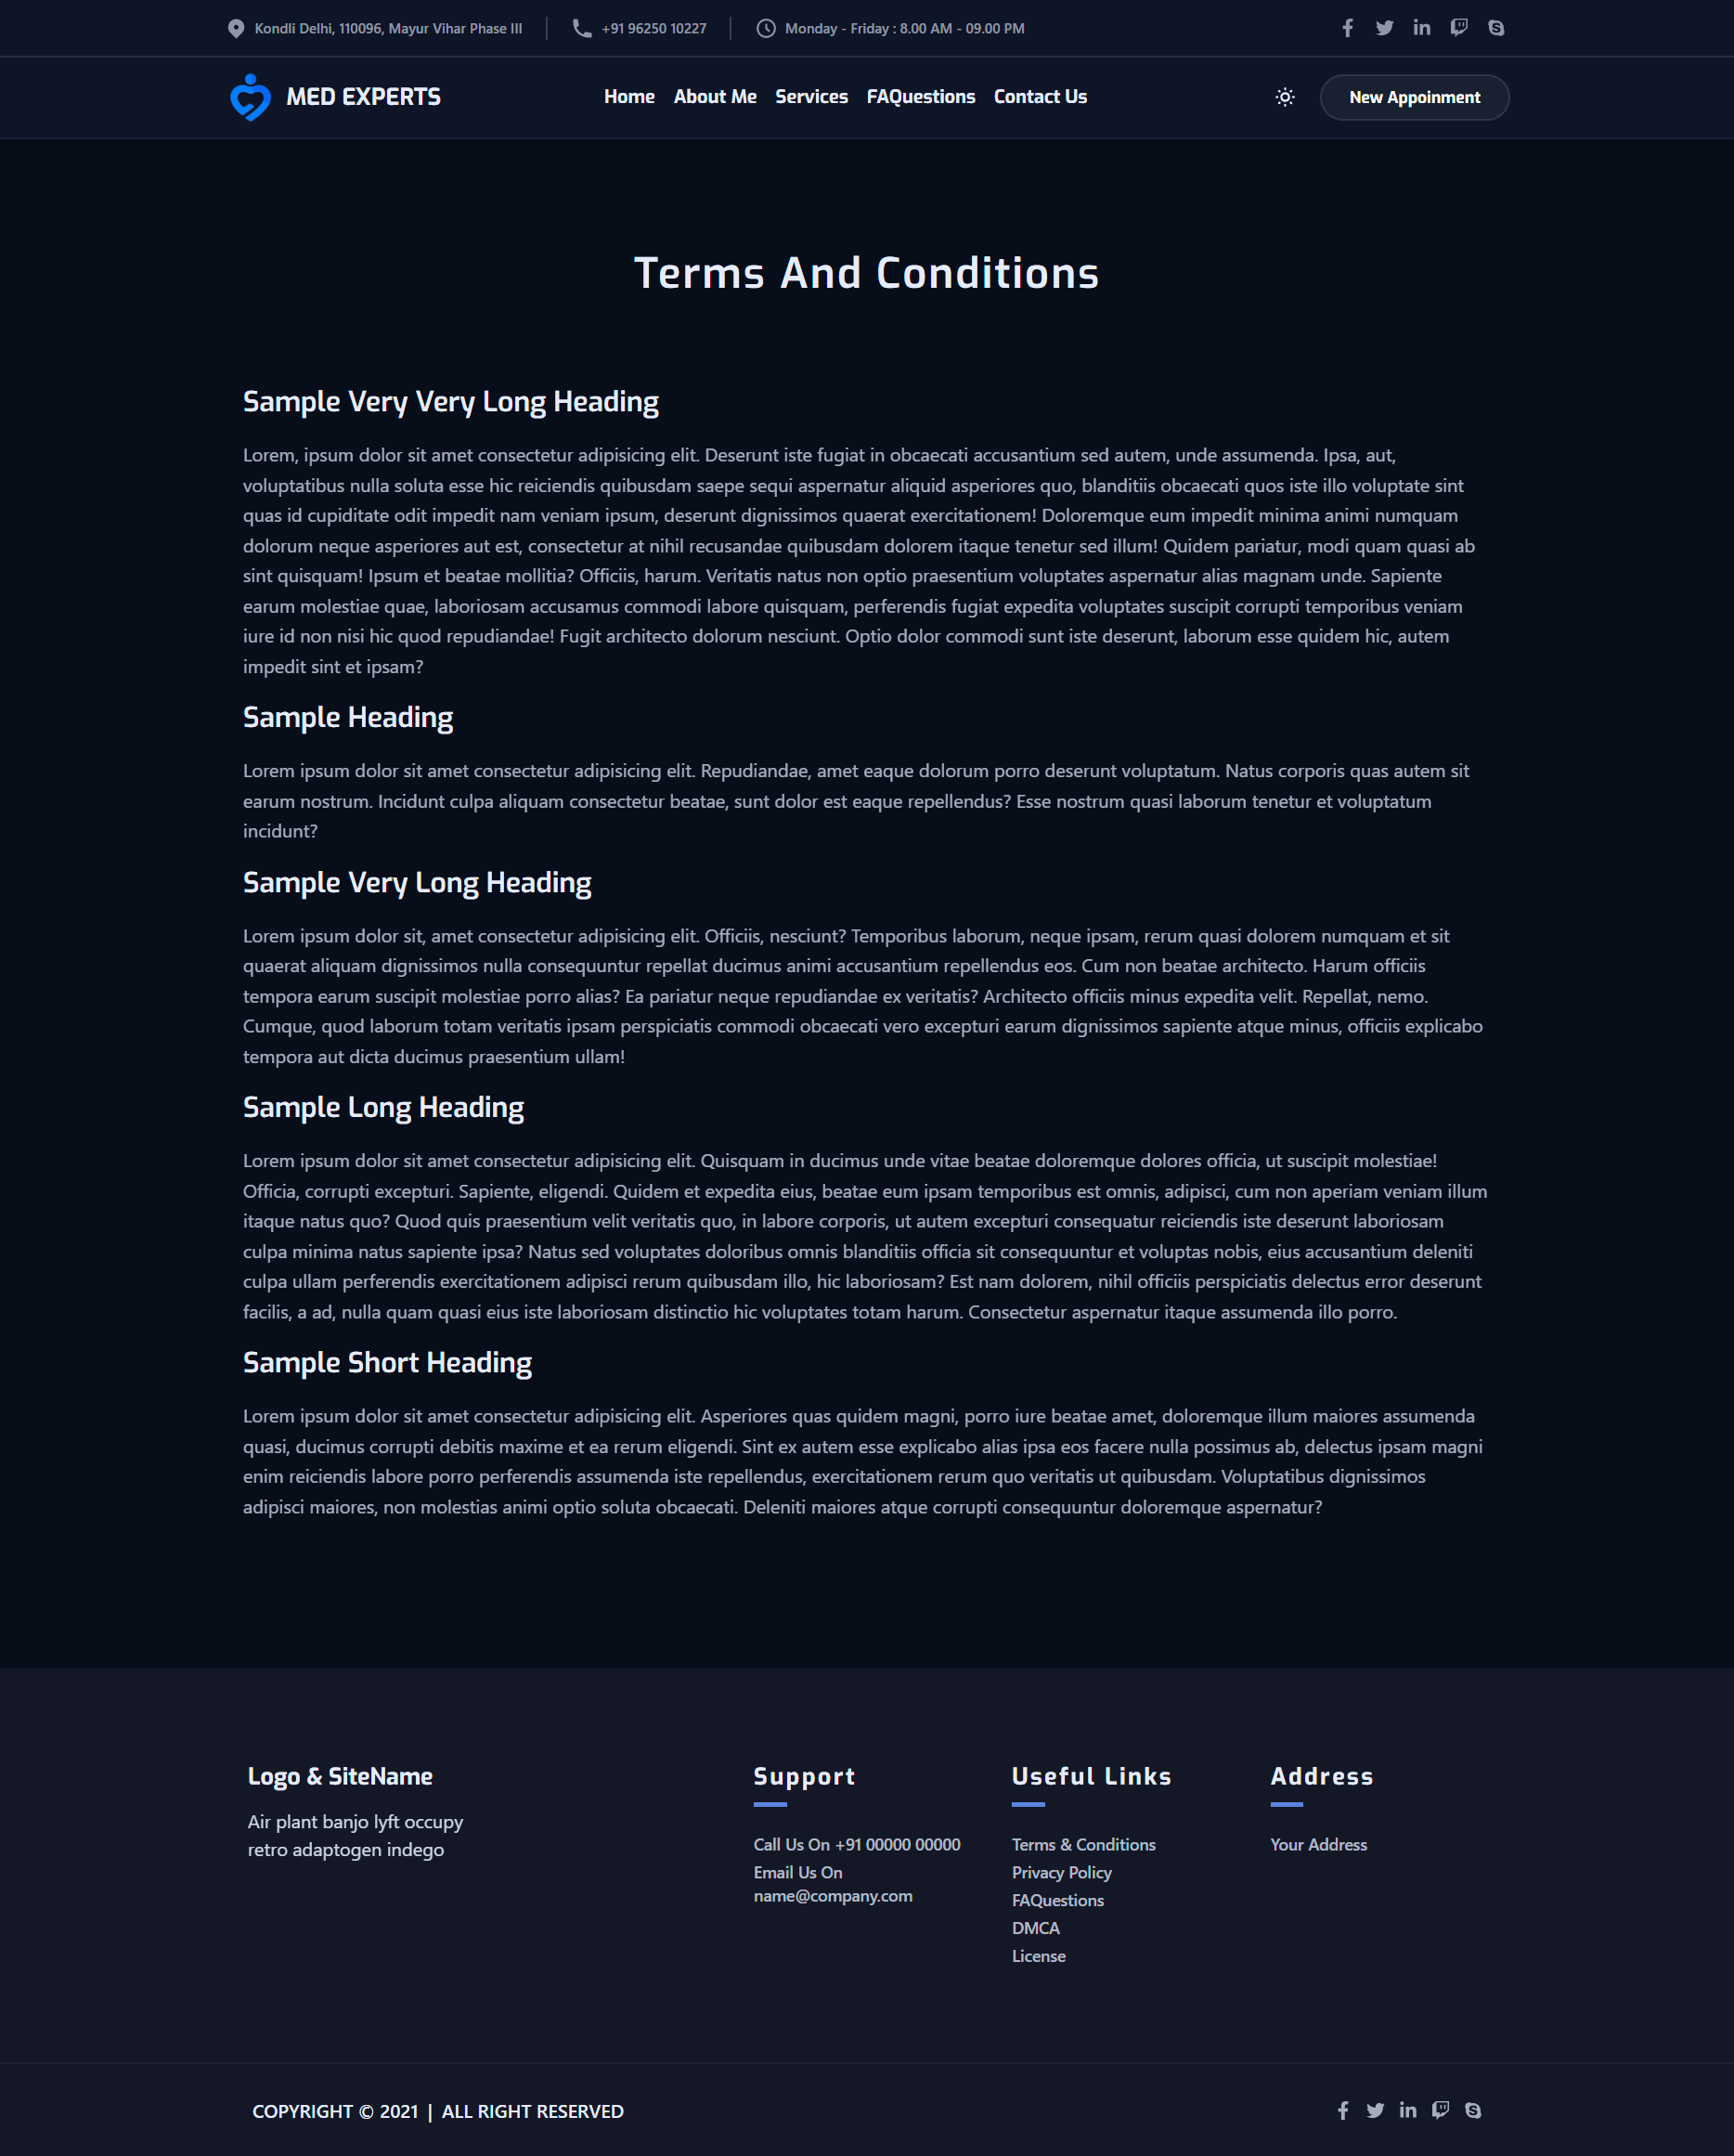 Kondli Delhi, 110096, Mayur Vihar Phase III
+91 96250 10227
Monday - Friday : 8.00 AM - 09.00 PM
MED EXPERTS
Home
About Me
Services
FAQuestions
Contact Us
New Appoinment
Terms And Conditions
Sample Very Very Long Heading
Lorem, ipsum dolor sit amet consectetur adipisicing elit. Deserunt iste fugiat in obcaecati accusantium sed autem, unde assumenda. Ipsa, aut,
voluptatibus nulla soluta esse hic reiciendis quibusdam saepe sequi aspernatur aliquid asperiores quo, blanditiis obcaecati quos iste illo voluptate sint
quas id cupiditate odit impedit nam veniam ipsum, deserunt dignissimos quaerat exercitationem! Doloremque eum impedit minima animi numquam
dolorum neque asperiores aut est, consectetur at nihil recusandae quibusdam dolorem itaque tenetur sed illum! Quidem pariatur, modi quam quasi ab
sint quisquam! Ipsum et beatae mollitia? Officiis, harum. Veritatis natus non optio praesentium voluptates aspernatur alias magnam unde. Sapiente
earum molestiae quae, laboriosam accusamus commodi labore quisquam, perferendis fugiat expedita voluptates suscipit corrupti temporibus veniam
iure id non nisi hic quod repudiandae! Fugit architecto dolorum nesciunt. Optio dolor commodi sunt iste deserunt, laborum esse quidem hic, autem
impedit sint et ipsam?
Sample Heading
Lorem ipsum dolor sit amet consectetur adipisicing elit. Repudiandae, amet eaque dolorum porro deserunt voluptatum. Natus corporis quas autem sit
earum nostrum. Incidunt culpa aliquam consectetur beatae, sunt dolor est eaque repellendus? Esse nostrum quasi laborum tenetur et voluptatum
incidunt?
Sample Very Long Heading
Lorem ipsum dolor sit, amet consectetur adipisicing elit. Officiis, nesciunt? Temporibus laborum, neque ipsam, rerum quasi dolorem numquam et sit
quaerat aliquam dignissimos nulla consequuntur repellat ducimus animi accusantium repellendus eos. Cum non beatae architecto. Harum officiis
tempora earum suscipit molestiae porro alias? Ea pariatur neque repudiandae ex veritatis? Architecto officiis minus expedita velit. Repellat, nemo.
Cumque, quod laborum totam veritatis ipsam perspiciatis commodi obcaecati vero excepturi earum dignissimos sapiente atque minus, officiis explicabo
tempora aut dicta ducimus praesentium ullam!
Sample Long Heading
Lorem ipsum dolor sit amet consectetur adipisicing elit. Quisquam in ducimus unde vitae beatae doloremque dolores officia, ut suscipit molestiae!
Officia, corrupti excepturi. Sapiente, eligendi. Quidem et expedita eius, beatae eum ipsam temporibus est omnis, adipisci, cum non aperiam veniam illum
itaque natus quo? Quod quis praesentium velit veritatis quo, in labore corporis, ut autem excepturi consequatur reiciendis iste deserunt laboriosam
culpa minima natus sapiente ipsa? Natus sed voluptates doloribus omnis blanditiis officia sit consequuntur et voluptas nobis, eius accusantium deleniti
culpa ullam perferendis exercitationem adipisci rerum quibusdam illo, hic laboriosam? Est nam dolorem, nihil officiis perspiciatis delectus error deserunt
facilis, a ad, nulla quam quasi eius iste laboriosam distinctio hic voluptates totam harum. Consectetur aspernatur itaque assumenda illo porro.
Sample Short Heading
Lorem ipsum dolor sit amet consectetur adipisicing elit. Asperiores quas quidem magni, porro iure beatae amet, doloremque illum maiores assumenda
quasi, ducimus corrupti debitis maxime et ea rerum eligendi. Sint ex autem esse explicabo alias ipsa eos facere nulla possimus ab, delectus ipsam magni
enim reiciendis labore porro perferendis assumenda iste repellendus, exercitationem rerum quo veritatis ut quibusdam. Voluptatibus dignissimos
adipisci maiores, non molestias animi optio soluta obcaecati. Deleniti maiores atque corrupti consequuntur doloremque aspernatur?
Logo & SiteName
Air plant banjo lyft occupy
retro adaptogen indego
Support
Call Us On +91 00000 00000
Email Us On
name@company.com
Useful Links
Terms & Conditions
Privacy Policy
FAQuestions
DMCA
License
Address
Your Address
COPYRIGHT © 2021 | ALL RIGHT RESERVED